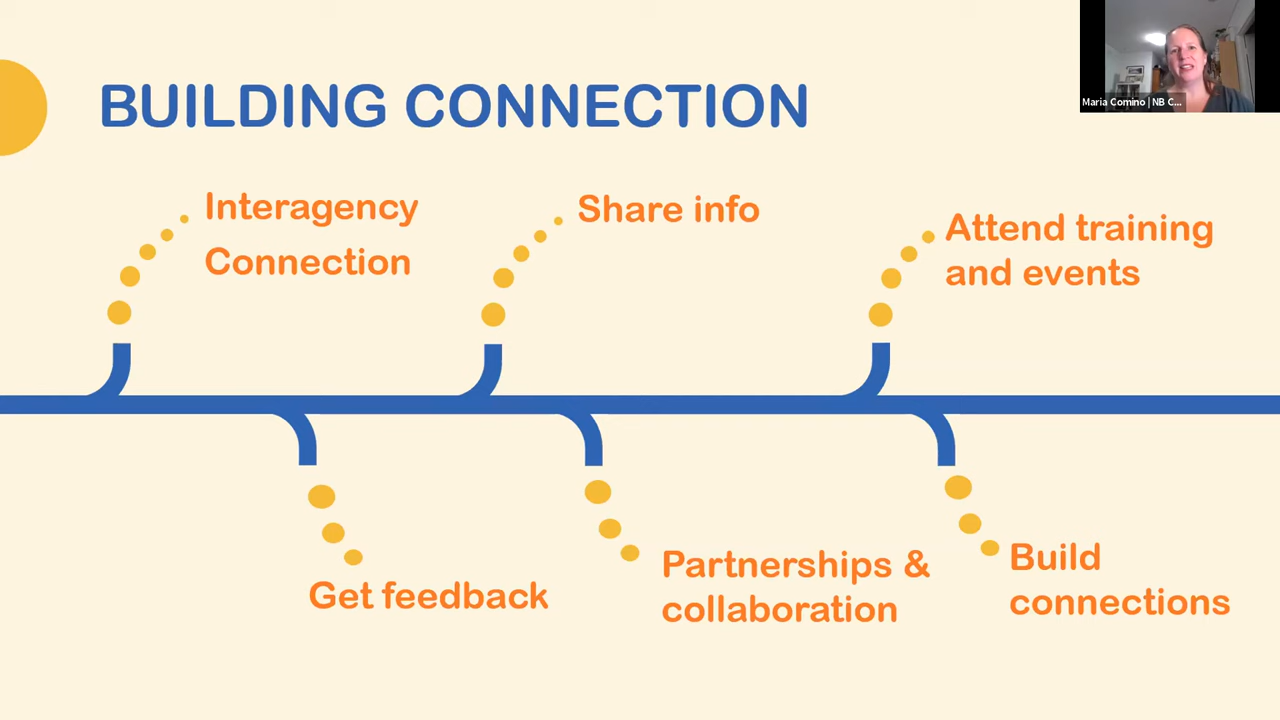 BUILDING CONNECTION
Maria Comino | NB C...
Interagency
Connection
Share info
Attend training
and events
Get feedback
Partnerships &
collaboration
Build
connections